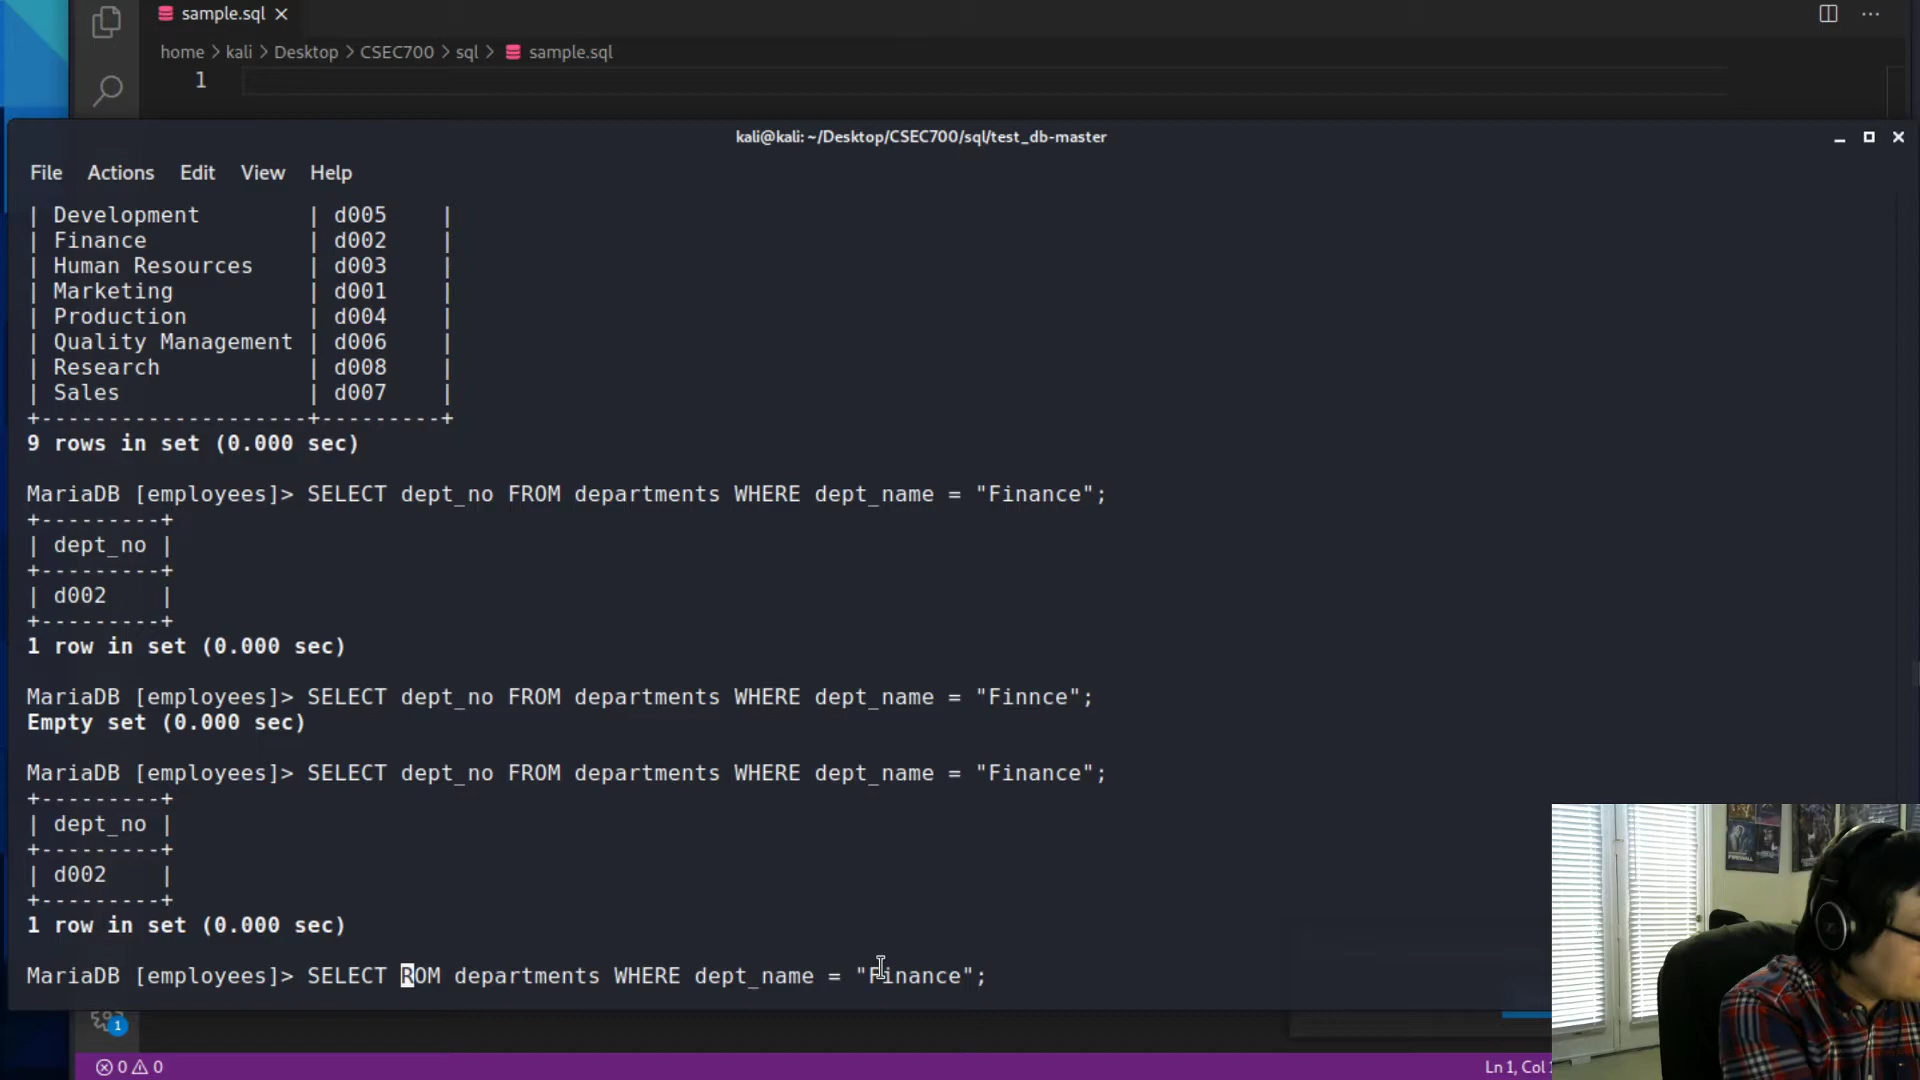 sample.sql
home > kali > Desktop > CSEC700 > sql > sample.sql
1
kali@kali: ~/Desktop/CSEC700/sql/test_db-master
File Actions Edit View Help
| Development | d005 |
| Finance | d002 |
| Human Resources | d003 |
| Marketing | d001 |
| Production | d004 |
| Quality Management | d006 |
| Research | d008 |
| Sales | d007 |
+--------------------+---------+
9 rows in set (0.000 sec)
MariaDB [employees]> SELECT dept_no FROM departments WHERE dept_name = "Finance";
+---------+
| dept_no |
+---------+
| d002 |
+---------+
1 row in set (0.000 sec)
MariaDB [employees]> SELECT dept_no FROM departments WHERE dept_name = "Finnce";
Empty set (0.000 sec)
MariaDB [employees]> SELECT dept_no FROM departments WHERE dept_name = "Finance";
+---------+
| dept_no |
+---------+
| d002 |
+---------+
1 row in set (0.000 sec)
MariaDB [employees]> SELECT ROM departments WHERE dept_name = "Finance";
1
0 0 Ln 1, Col